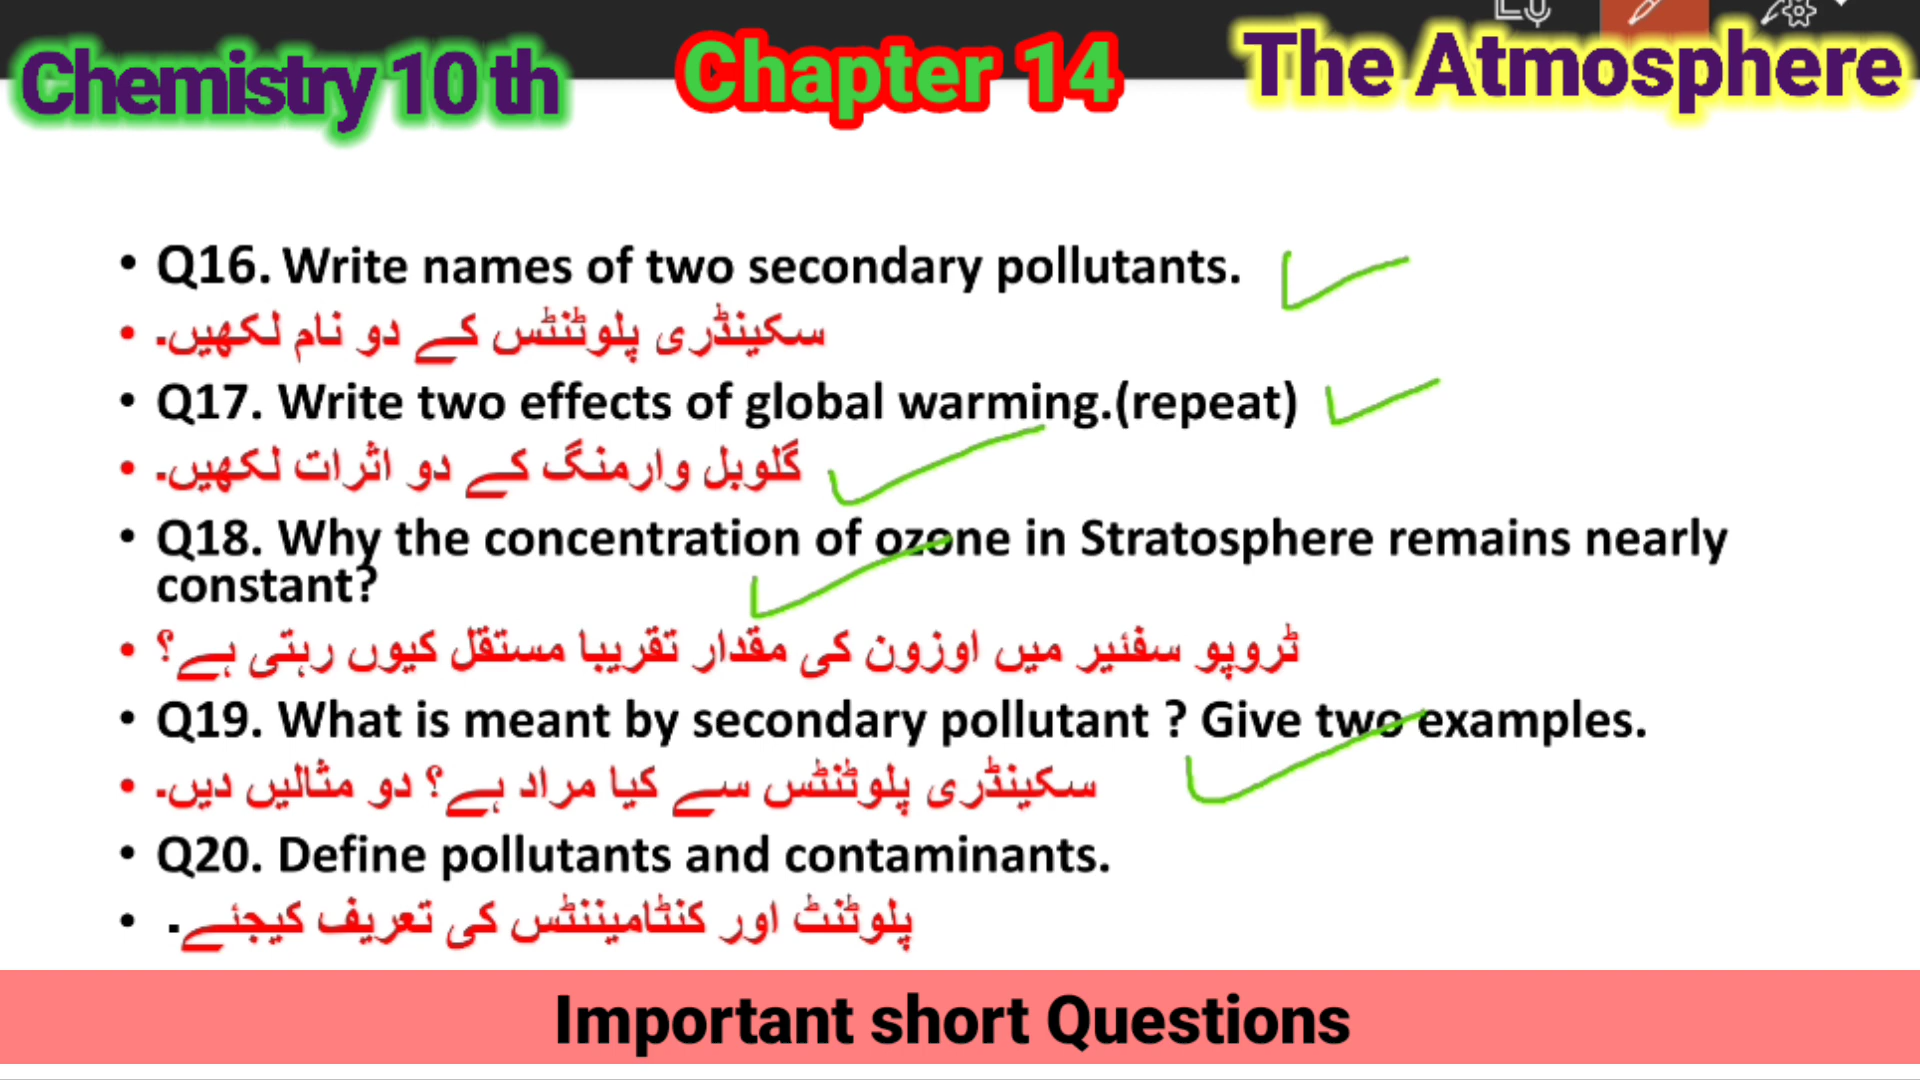 Chemistry 10 th
Chapter 14
The Atmosphere
• Q16. Write names of two secondary pollutants.
• سکینڈری پلوٹنٹس کے دو نام لکھیں۔
• Q17. Write two effects of global warming.(repeat)
• گلوبل وارمنگ کے دو اثرات لکھیں۔
• Q18. Why the concentration of ozone in Stratosphere remains nearly
constant?
• ٹروپو سفئیر میں اوزون کی مقدار تقریبا مستقل کیوں رہتی ہے؟
• Q19. What is meant by secondary pollutant ? Give two examples.
• سکینڈری پلوٹنٹس سے کیا مراد ہے؟ دو مثالیں دیں۔
• Q20. Define pollutants and contaminants.
• پلوٹنٹ اور کنٹامیننٹس کی تعریف کیجئے۔
Important short Questions